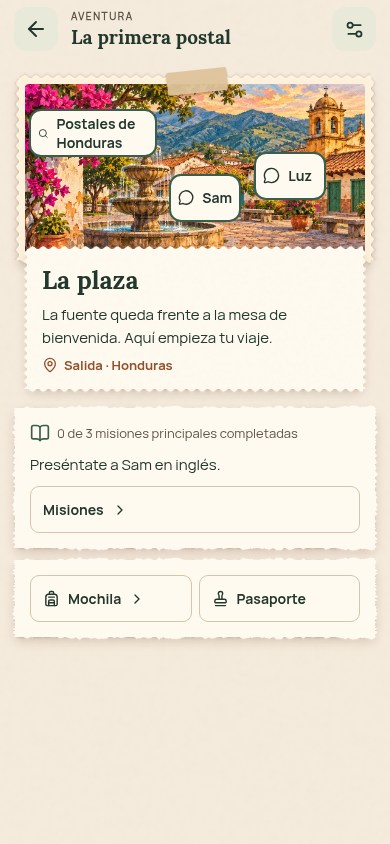 AVENTURA
La primera postal
Postales de
Honduras
Luz
Sam
La plaza
La fuente queda frente a la mesa de
bienvenida. Aquí empieza tu viaje.
Salida · Honduras
0 de 3 misiones principales completadas
Preséntate a Sam en inglés.
Misiones
Mochila
Pasaporte